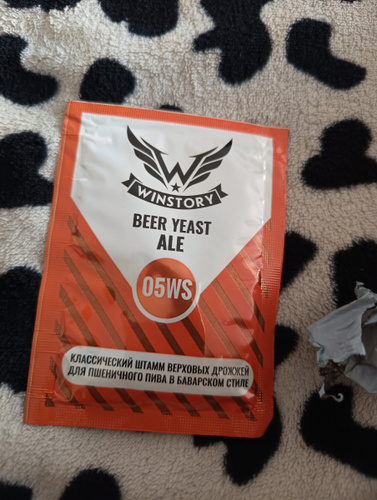 WINSTORY
BEER YEAST
ALE
05WS
КЛАССИЧЕСКИЙ ШТАММ ВЕРХОВЫХ ДРОЖЖЕЙ
ДЛЯ ПШЕНИЧНОГО ПИВА В БАВАРСКОМ СТИЛЕ